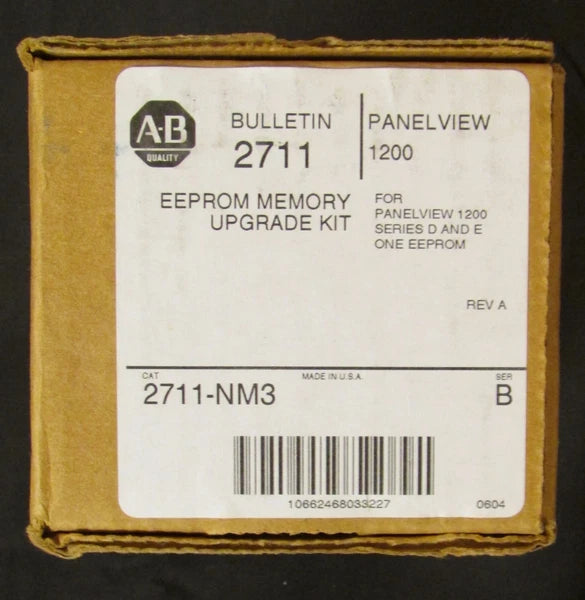 A-B
QUALITY
BULLETIN
2711
PANELVIEW
1200
EEPROM MEMORY
UPGRADE KIT
FOR
PANELVIEW 1200
SERIES D AND E
ONE EEPROM
REV A
CAT
MADE IN U.S.A.
SER
2711-NM3
B
10662468033227
0604